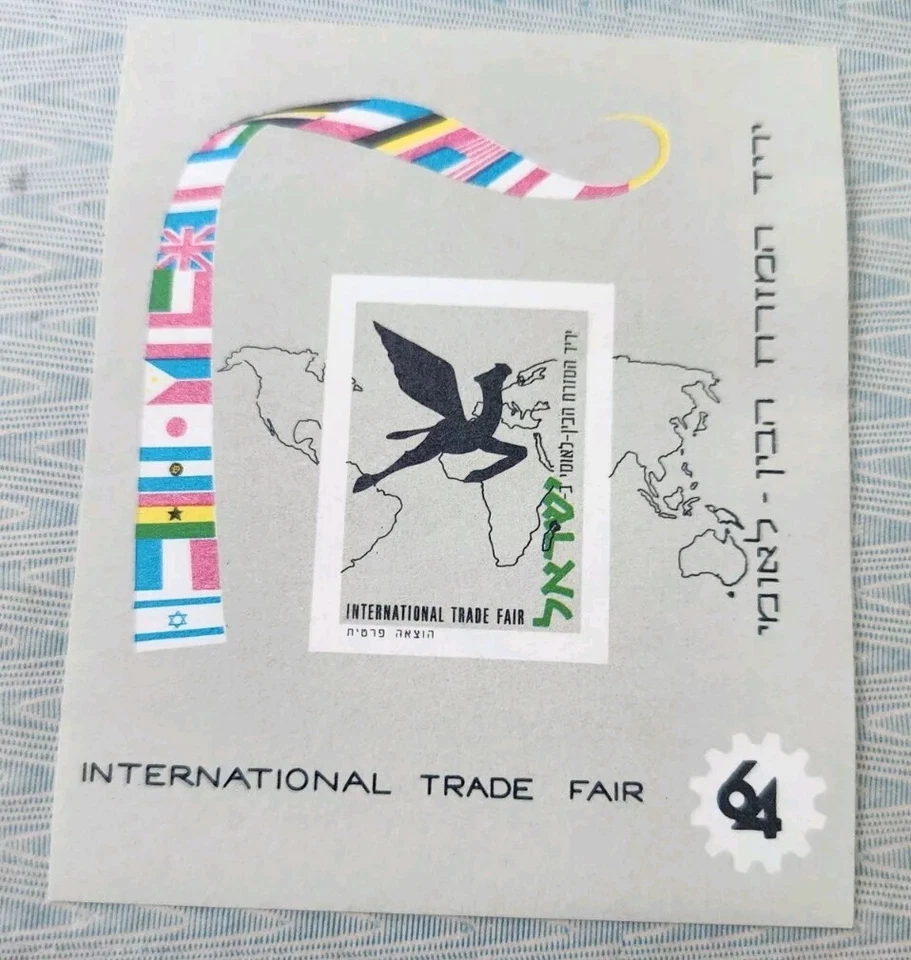 יריד המזרח הבין - לאומי
יריד המזרח הבין-לאומי ב-
ישראל
INTERNATIONAL TRADE FAIR
הוצאה פרטית
INTERNATIONAL TRADE FAIR
64